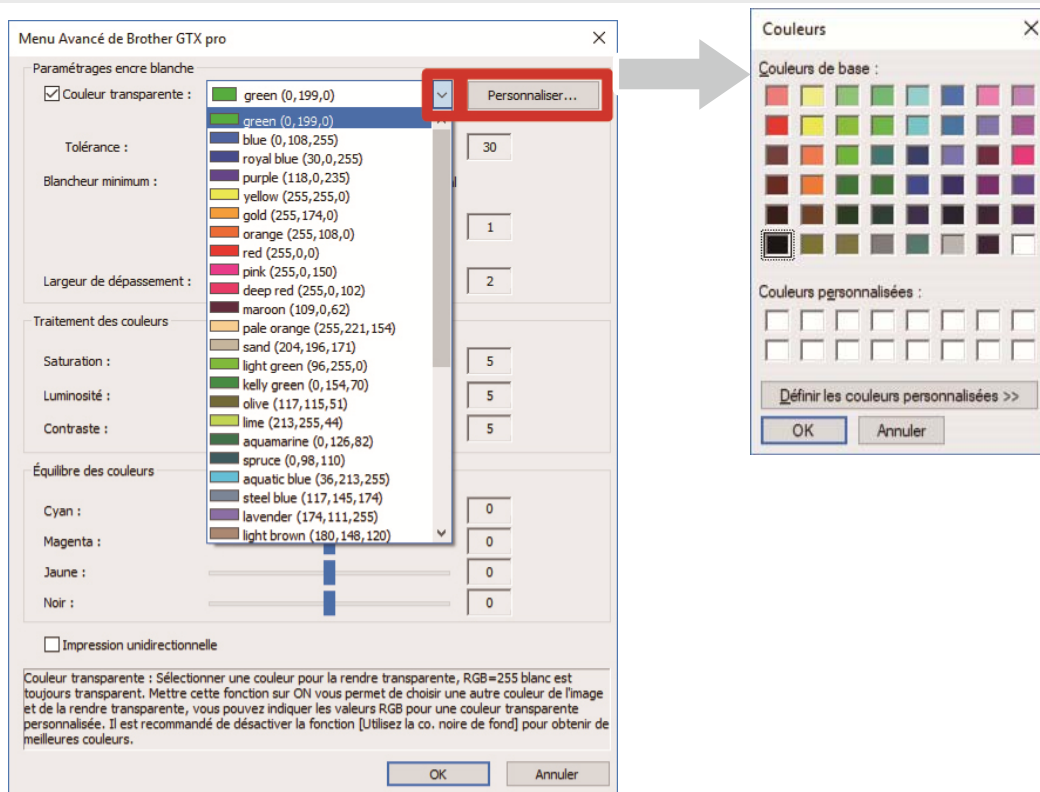 Menu Avancé de Brother GTX pro
Paramétrages encre blanche
Couleur transparente :
green (0,199,0)
Personnaliser...
green (0,199,0)
blue (0,108,255)
royal blue (30,0,255)
purple (118,0,235)
yellow (255,255,0)
gold (255,174,0)
orange (255,108,0)
red (255,0,0)
pink (255,0,150)
deep red (255,0,102)
maroon (109,0,62)
pale orange (255,221,154)
sand (204,196,171)
light green (96,255,0)
kelly green (0,154,70)
olive (117,115,51)
lime (213,255,44)
aquamarine (0,126,82)
spruce (0,98,110)
aquatic blue (36,213,255)
steel blue (117,145,174)
lavender (174,111,255)
light brown (180,148,120)
Tolérance :
30
Blancheur minimum :
1
Largeur de dépassement :
2
Traitement des couleurs
Saturation :
5
Luminosité :
5
Contraste :
5
Équilibre des couleurs
Cyan :
0
Magenta :
0
Jaune :
0
Noir :
0
Impression unidirectionnelle
Couleur transparente : Sélectionner une couleur pour la rendre transparente, RGB=255 blanc est
toujours transparent. Mettre cette fonction sur ON vous permet de choisir une autre couleur de l'image
et de la rendre transparente, vous pouvez indiquer les valeurs RGB pour une couleur transparente
personnalisée. Il est recommandé de désactiver la fonction [Utilisez la co. noire de fond] pour obtenir de
meilleures couleurs.
OK
Annuler
Couleurs
Couleurs de base :
Couleurs personnalisées :
Définir les couleurs personnalisées >>
OK
Annuler